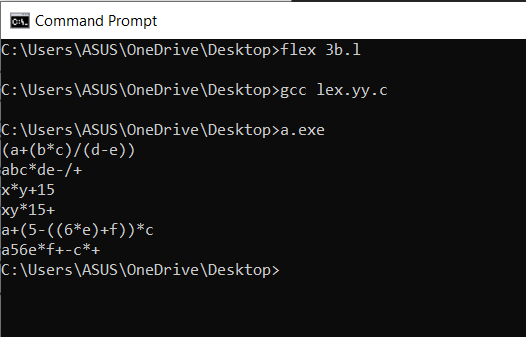 Command Prompt
C:\Users\ASUS\OneDrive\Desktop>flex 3b.l
C:\Users\ASUS\OneDrive\Desktop>gcc lex.yy.c
C:\Users\ASUS\OneDrive\Desktop>a.exe
(a+(b*c)/(d-e))
abc*de-/+
x*y+15
xy*15+
a+(5-((6*e)+f))*c
a56e*f+-c*+
C:\Users\ASUS\OneDrive\Desktop>